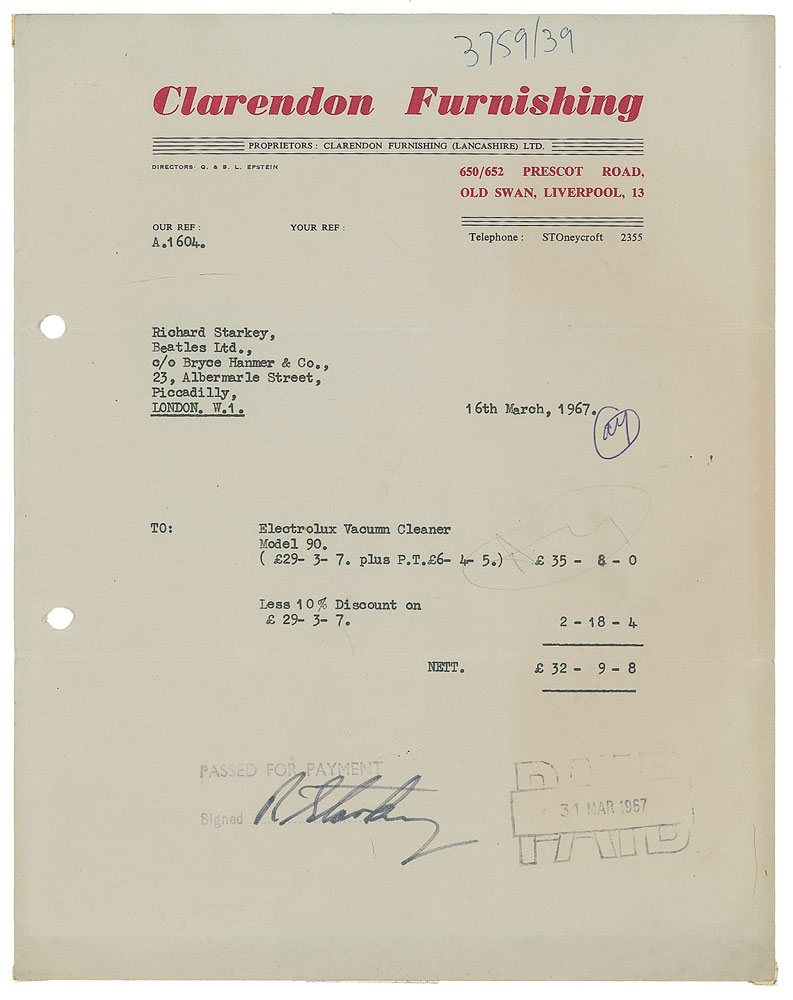 3759/39
Clarendon Furnishing
PROPRIETORS: CLARENDON FURNISHING (LANCASHIRE) LTD.
DIRECTORS· Q. & B. L. EPSTEIN
650/652 PRESCOT ROAD,
OLD SWAN, LIVERPOOL, 13
OUR REF: YOUR REF:
A.1604.
Telephone: STOneycroft 2355
Richard Starkey,
Beatles Ltd.,
c/o Bryce Hanmer & Co.,
23, Albermarle Street,
Piccadilly,
LONDON. W.1.
16th March, 1967.
TO: Electrolux Vacumn Cleaner
Model 90.
( £29- 3- 7. plus P.T.£6- 4- 5.) £ 35 - 8 - 0
Less 10% Discount on
£ 29- 3- 7. 2 - 18 - 4
NETT. £ 32 - 9 - 8
PASSED FOR PAYMENT
Signed R Starkey
31 MAR 1967
PAID